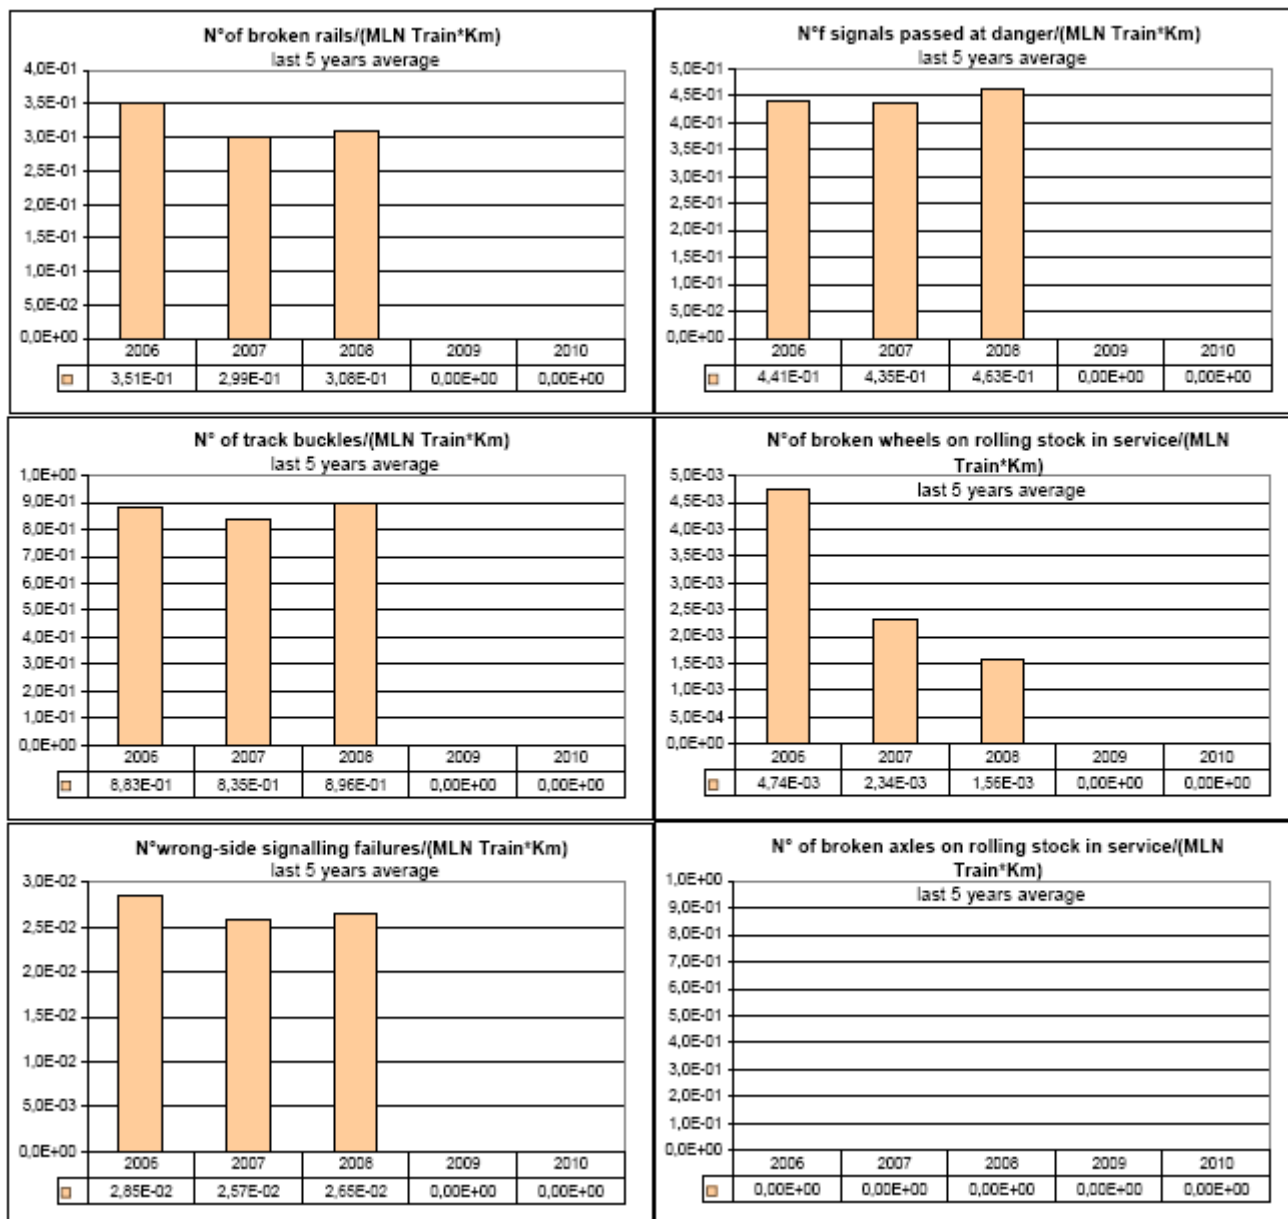 N°of broken rails/(MLN Train*Km)
last 5 years average
4,0E-01
3,5E-01
3,0E-01
2,5E-01
2,0E-01
1,5E-01
1,0E-01
5,0E-02
0,0E+00
2006 2007 2008 2009 2010
3,51E-01 2,99E-01 3,08E-01 0,00E+00 0,00E+00
N°f signals passed at danger/(MLN Train*Km)
last 5 years average
5,0E-01
4,5E-01
4,0E-01
3,5E-01
3,0E-01
2,5E-01
2,0E-01
1,5E-01
1,0E-01
5,0E-02
0,0E+00
2006 2007 2008 2009 2010
4,41E-01 4,35E-01 4,63E-01 0,00E+00 0,00E+00
N° of track buckles/(MLN Train*Km)
last 5 years average
1,0E+00
9,0E-01
8,0E-01
7,0E-01
6,0E-01
5,0E-01
4,0E-01
3,0E-01
2,0E-01
1,0E-01
0,0E+00
2006 2007 2008 2009 2010
8,83E-01 8,35E-01 8,96E-01 0,00E+00 0,00E+00
N°of broken wheels on rolling stock in service/(MLN
Train*Km)
last 5 years average
5,0E-03
4,5E-03
4,0E-03
3,5E-03
3,0E-03
2,5E-03
2,0E-03
1,5E-03
1,0E-03
5,0E-04
0,0E+00
2006 2007 2008 2009 2010
4,74E-03 2,34E-03 1,56E-03 0,00E+00 0,00E+00
N°wrong-side signalling failures/(MLN Train*Km)
last 5 years average
3,0E-02
2,5E-02
2,0E-02
1,5E-02
1,0E-02
5,0E-03
0,0E+00
2006 2007 2008 2009 2010
2,85E-02 2,57E-02 2,65E-02 0,00E+00 0,00E+00
N° of broken axles on rolling stock in service/(MLN
Train*Km)
last 5 years average
1,0E+00
9,0E-01
8,0E-01
7,0E-01
6,0E-01
5,0E-01
4,0E-01
3,0E-01
2,0E-01
1,0E-01
0,0E+00
2006 2007 2008 2009 2010
0,00E+00 0,00E+00 0,00E+00 0,00E+00 0,00E+00